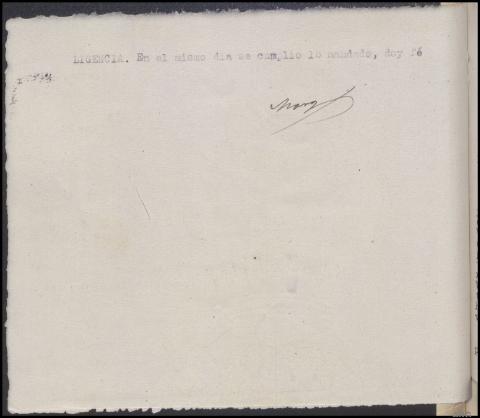 LIGENCIA. En el mismo dia se cumplio lo mandado, doy fé